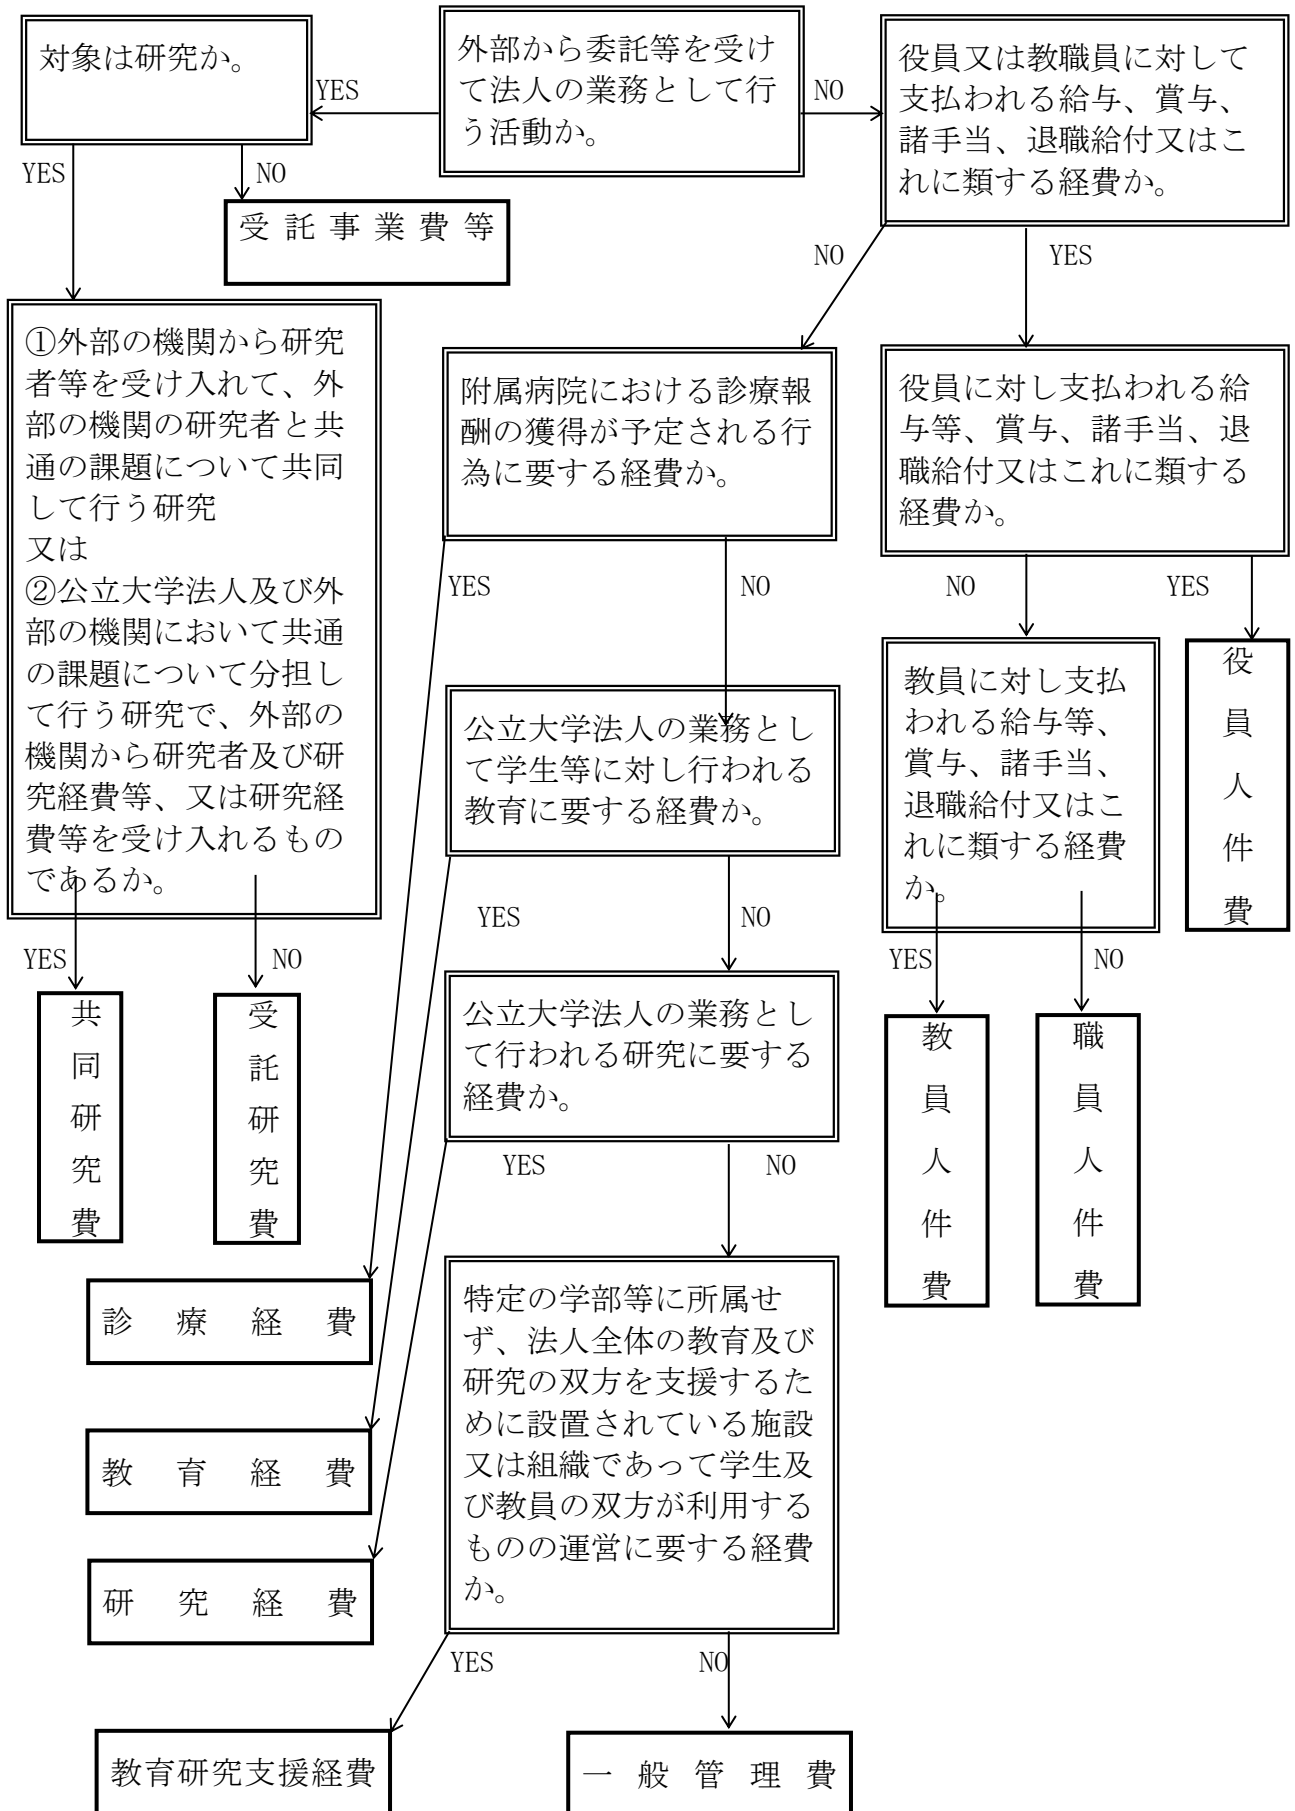 対象は研究か。
外部から委託等を受け
て法人の業務として行
う活動か。
役員又は教職員に対して
支払われる給与、賞与、
諸手当、退職給付又はこ
れに類する経費か。
YES
NO
YES
NO
受託事業費等
NO
YES
①外部の機関から研究
者等を受け入れて、外
部の機関の研究者と共
通の課題について共同
して行う研究
又は
②公立大学法人及び外
部の機関において共通
の課題について分担し
て行う研究で、外部の
機関から研究者及び研
究経費等、又は研究経
費等を受け入れるもの
であるか。
附属病院における診療報
酬の獲得が予定される行
為に要する経費か。
役員に対し支払われる給
与等、賞与、諸手当、退
職給付又はこれに類する
経費か。
YES
NO
NO
YES
公立大学法人の業務とし
て学生等に対し行われる
教育に要する経費か。
教員に対し支払
われる給与等、
賞与、諸手当、
退職給付又はこ
れに類する経費
か。
役員人件費
YES
NO
YES
NO
YES
NO
共同研究費
受託研究費
公立大学法人の業務とし
て行われる研究に要する
経費か。
教員人件費
職員人件費
YES
NO
診療経費
教育経費
研究経費
特定の学部等に所属せ
ず、法人全体の教育及び
研究の双方を支援するた
めに設置されている施設
又は組織であって学生及
び教員の双方が利用する
ものの運営に要する経費
か。
YES
NO
教育研究支援経費
一般管理費